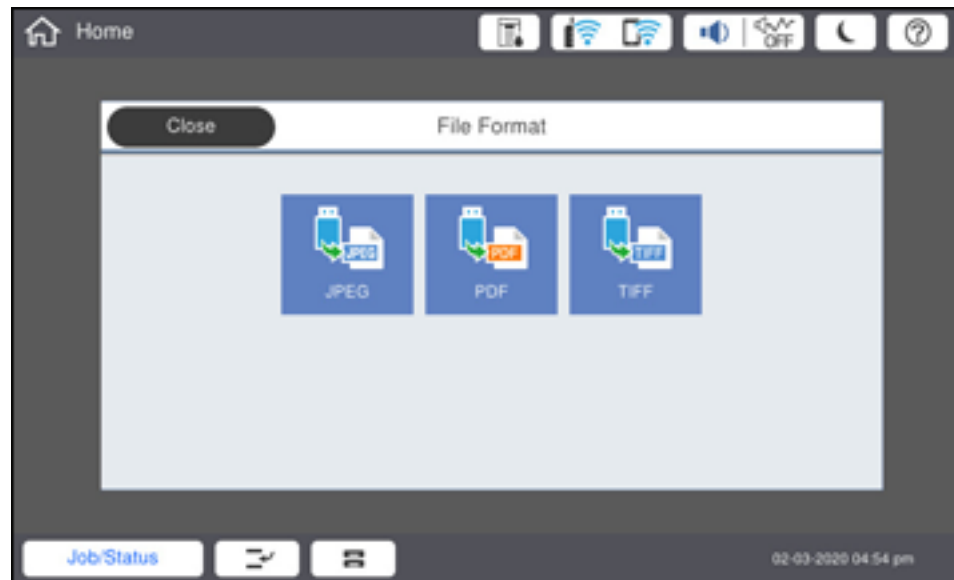 Home
OFF
Close
File Format
JPEG
PDF
TIFF
JPEG
PDF
TIFF
Job/Status
02-03-2020 04:54 pm